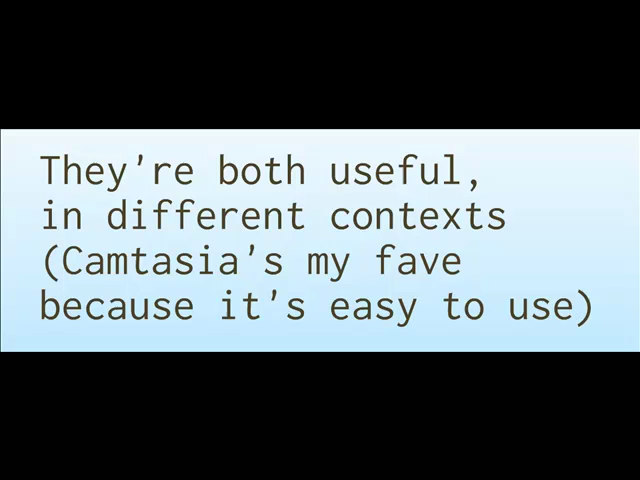 They're both useful,
in different contexts
(Camtasia's my fave
because it's easy to use)